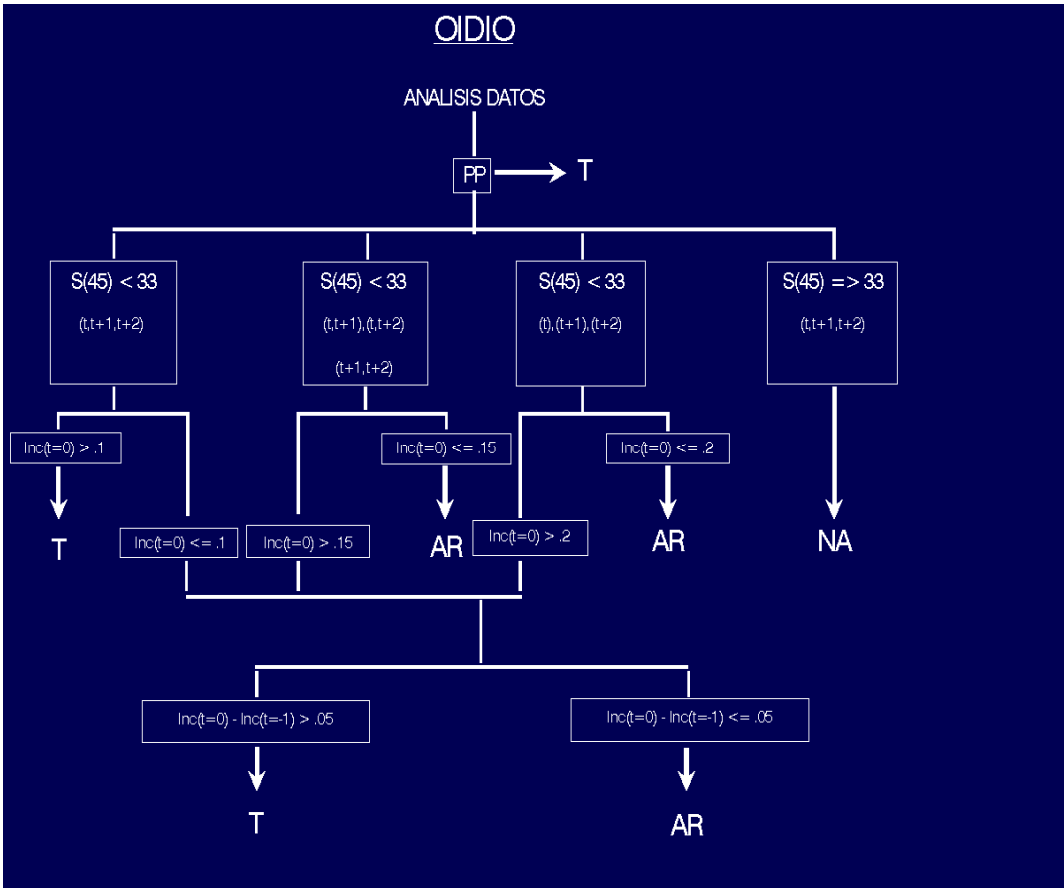 OIDIO
ANALISIS DATOS
PP
T
S(45) < 33
(t,t+1,t+2)
S(45) < 33
(t,t+1),(t,t+2)
(t+1,t+2)
S(45) < 33
(t),(t+1),(t+2)
S(45) = > 33
(t,t+1,t+2)
Inc(t=0) > .1
Inc(t=0) <= .15
Inc(t=0) <= .2
T
Inc(t=0) <= .1
Inc(t=0) > .15
AR
Inc(t=0) > .2
AR
NA
Inc(t=0) - Inc(t=-1) > .05
Inc(t=0) - Inc(t=-1) <= .05
T
AR